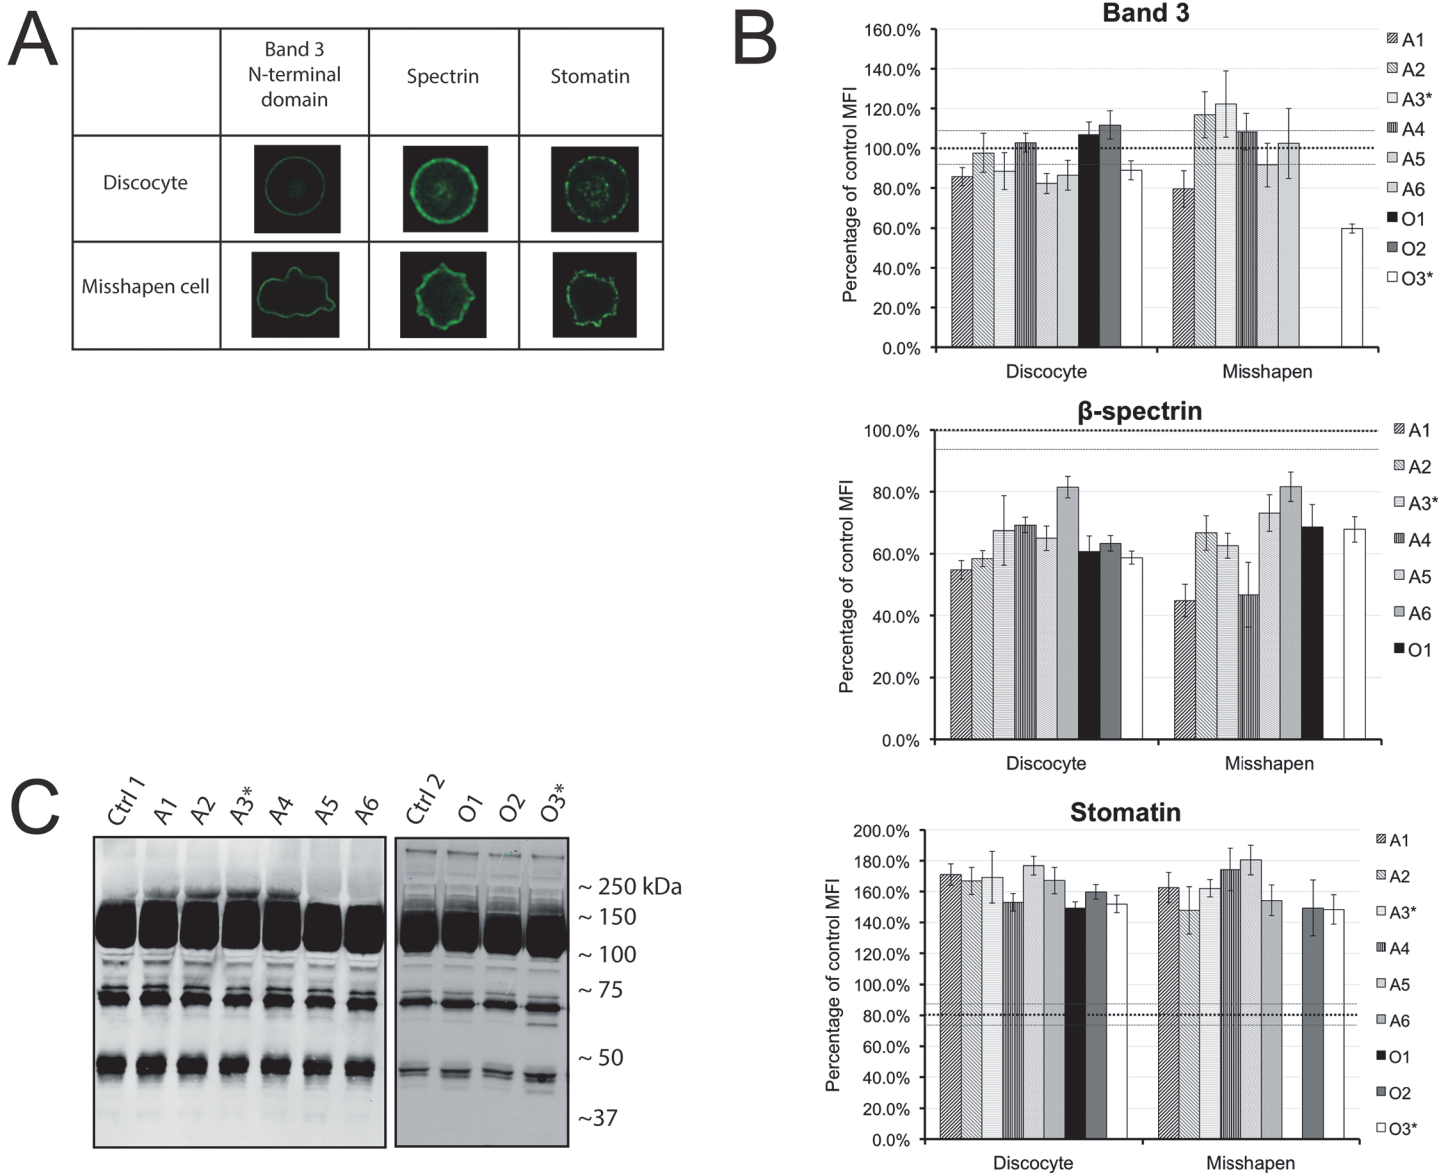 A
Band 3
N-terminal
domain
Spectrin
Stomatin
Discocyte
Misshapen cell
B
Band 3
Percentage of control MFI
160.0%
140.0%
120.0%
100.0%
80.0%
60.0%
40.0%
20.0%
0.0%
Discocyte
Misshapen
A1
A2
A3*
A4
A5
A6
O1
O2
O3*
β-spectrin
Percentage of control MFI
100.0%
80.0%
60.0%
40.0%
20.0%
0.0%
Discocyte
Misshapen
A1
A2
A3*
A4
A5
A6
O1
Stomatin
Percentage of control MFI
200.0%
180.0%
160.0%
140.0%
120.0%
100.0%
80.0%
60.0%
40.0%
20.0%
0.0%
Discocyte
Misshapen
A1
A2
A3*
A4
A5
A6
O1
O2
O3*
C
Ctrl 1
A1
A2
A3*
A4
A5
A6
Ctrl 2
O1
O2
O3*
~ 250 kDa
~ 150
~ 100
~ 75
~ 50
~37